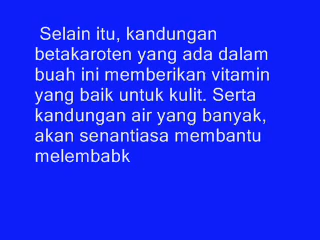 Selain itu, kandungan
betakaroten yang ada dalam
buah ini memberikan vitamin
yang baik untuk kulit. Serta
kandungan air yang banyak,
akan senantiasa membantu
melembabk